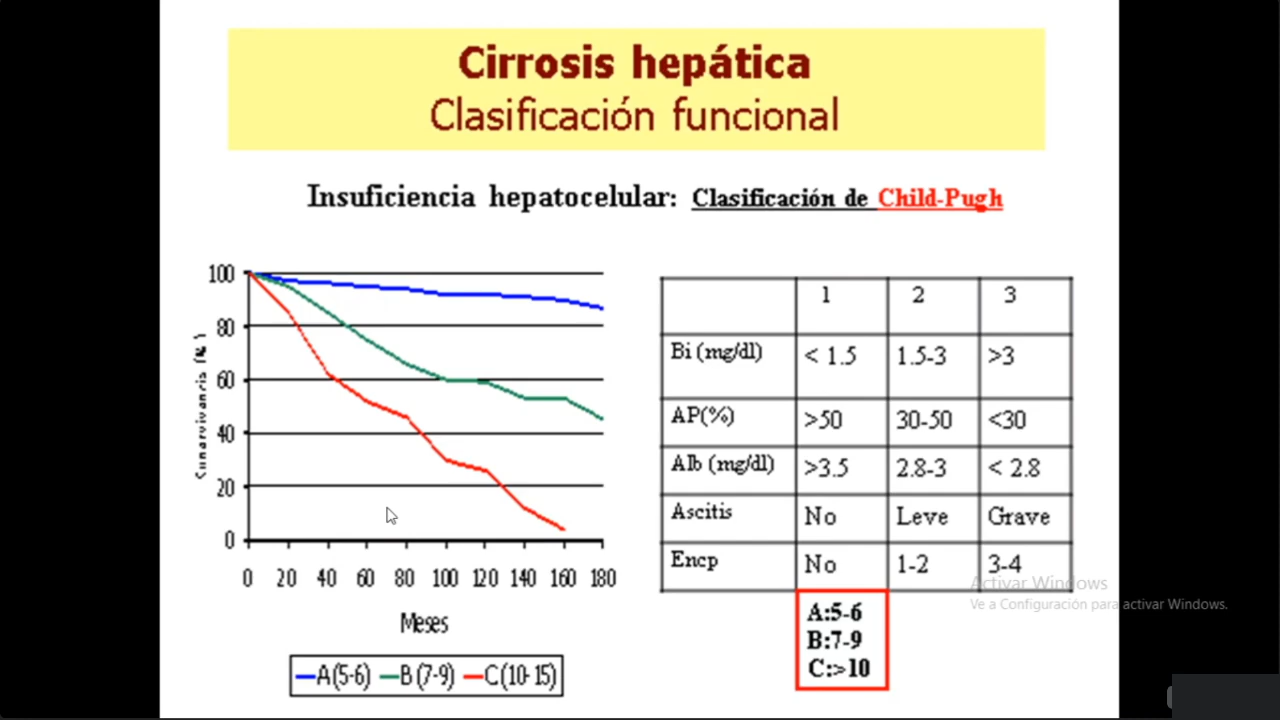 Cirrosis hepática
Clasificación funcional
Insuficiencia hepatocelular: Clasificación de Child-Pugh
100
80
60
40
20
0
0 20 40 60 80 100 120 140 160 180
Meses
A(5-6) B(7-9) C(10-15)
1 2 3
Bi (mg/dl) < 1.5 1.5-3 >3
AP(%) >50 30-50 <30
Alb (mg/dl) >3.5 2.8-3 < 2.8
Ascitis No Leve Grave
Encp No 1-2 3-4
A:5-6
B:7-9
C:>10
Activar Windows
Ve a Configuración para activar Windows.